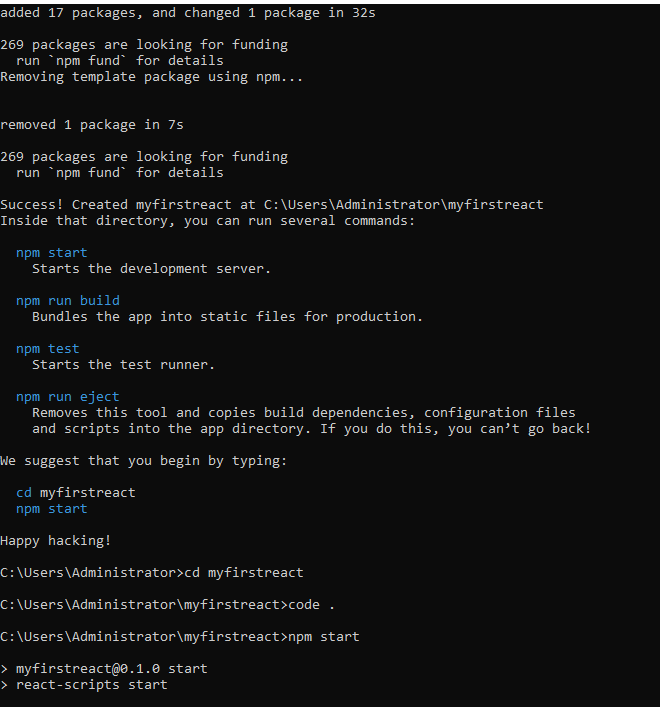 added 17 packages, and changed 1 package in 32s
269 packages are looking for funding
run `npm fund` for details
Removing template package using npm...
removed 1 package in 7s
269 packages are looking for funding
run `npm fund` for details
Success! Created myfirstreact at C:\Users\Administrator\myfirstreact
Inside that directory, you can run several commands:
npm start
Starts the development server.
npm run build
Bundles the app into static files for production.
npm test
Starts the test runner.
npm run eject
Removes this tool and copies build dependencies, configuration files
and scripts into the app directory. If you do this, you can’t go back!
We suggest that you begin by typing:
cd myfirstreact
npm start
Happy hacking!
C:\Users\Administrator>cd myfirstreact
C:\Users\Administrator\myfirstreact>code .
C:\Users\Administrator\myfirstreact>npm start
> myfirstreact@0.1.0 start
> react-scripts start